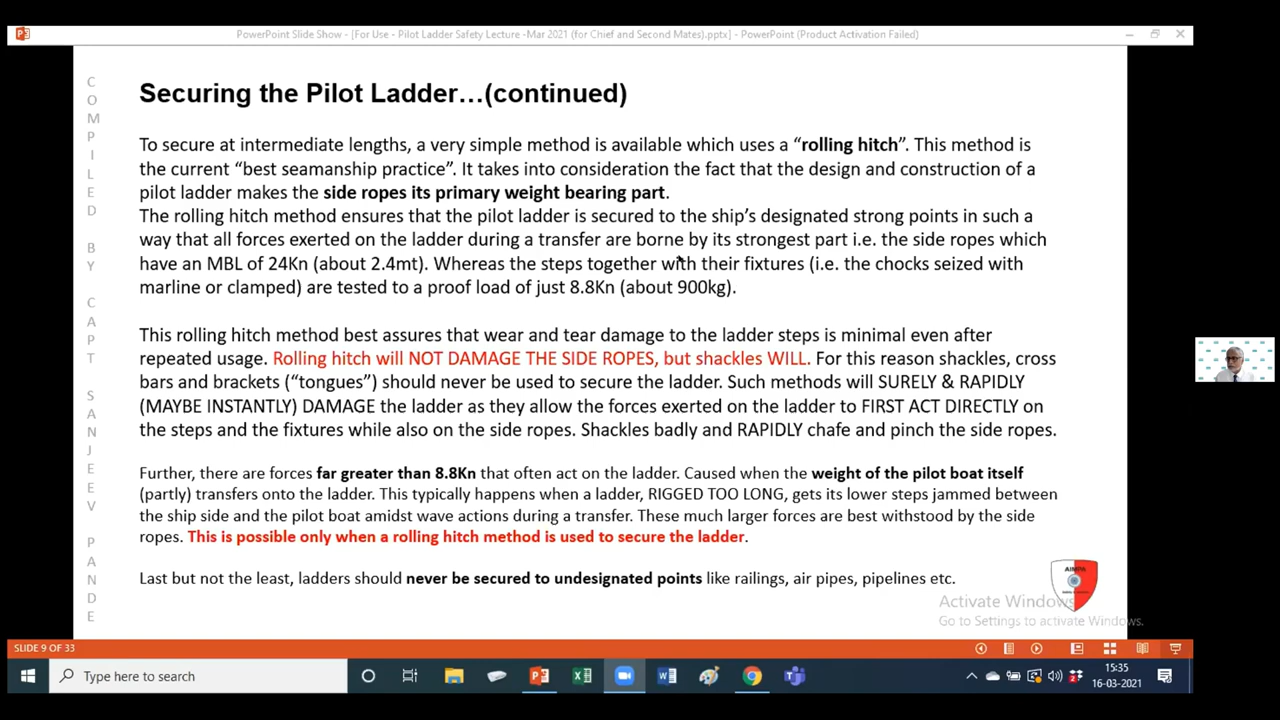 PowerPoint Slide Show - [For Use - Pilot Ladder Safety Lecture -Mar 2021 (for Chief and Second Mates).pptx] - PowerPoint (Product Activation Failed)
COMPILED BY CAPT SANJEEV PANDE
Securing the Pilot Ladder…(continued)
To secure at intermediate lengths, a very simple method is available which uses a “rolling hitch”. This method is
the current “best seamanship practice”. It takes into consideration the fact that the design and construction of a
pilot ladder makes the side ropes its primary weight bearing part.
The rolling hitch method ensures that the pilot ladder is secured to the ship’s designated strong points in such a
way that all forces exerted on the ladder during a transfer are borne by its strongest part i.e. the side ropes which
have an MBL of 24Kn (about 2.4mt). Whereas the steps together with their fixtures (i.e. the chocks seized with
marline or clamped) are tested to a proof load of just 8.8Kn (about 900kg).
This rolling hitch method best assures that wear and tear damage to the ladder steps is minimal even after
repeated usage. Rolling hitch will NOT DAMAGE THE SIDE ROPES, but shackles WILL. For this reason shackles, cross
bars and brackets (“tongues”) should never be used to secure the ladder. Such methods will SURELY & RAPIDLY
(MAYBE INSTANTLY) DAMAGE the ladder as they allow the forces exerted on the ladder to FIRST ACT DIRECTLY on
the steps and the fixtures while also on the side ropes. Shackles badly and RAPIDLY chafe and pinch the side ropes.
Further, there are forces far greater than 8.8Kn that often act on the ladder. Caused when the weight of the pilot boat itself
(partly) transfers onto the ladder. This typically happens when a ladder, RIGGED TOO LONG, gets its lower steps jammed between
the ship side and the pilot boat amidst wave actions during a transfer. These much larger forces are best withstood by the side
ropes. This is possible only when a rolling hitch method is used to secure the ladder.
Last but not the least, ladders should never be secured to undesignated points like railings, air pipes, pipelines etc.
AIMPA
Activate Windows
Go to Settings to activate Windows.
SLIDE 9 OF 33
Type here to search
15:35
16-03-2021